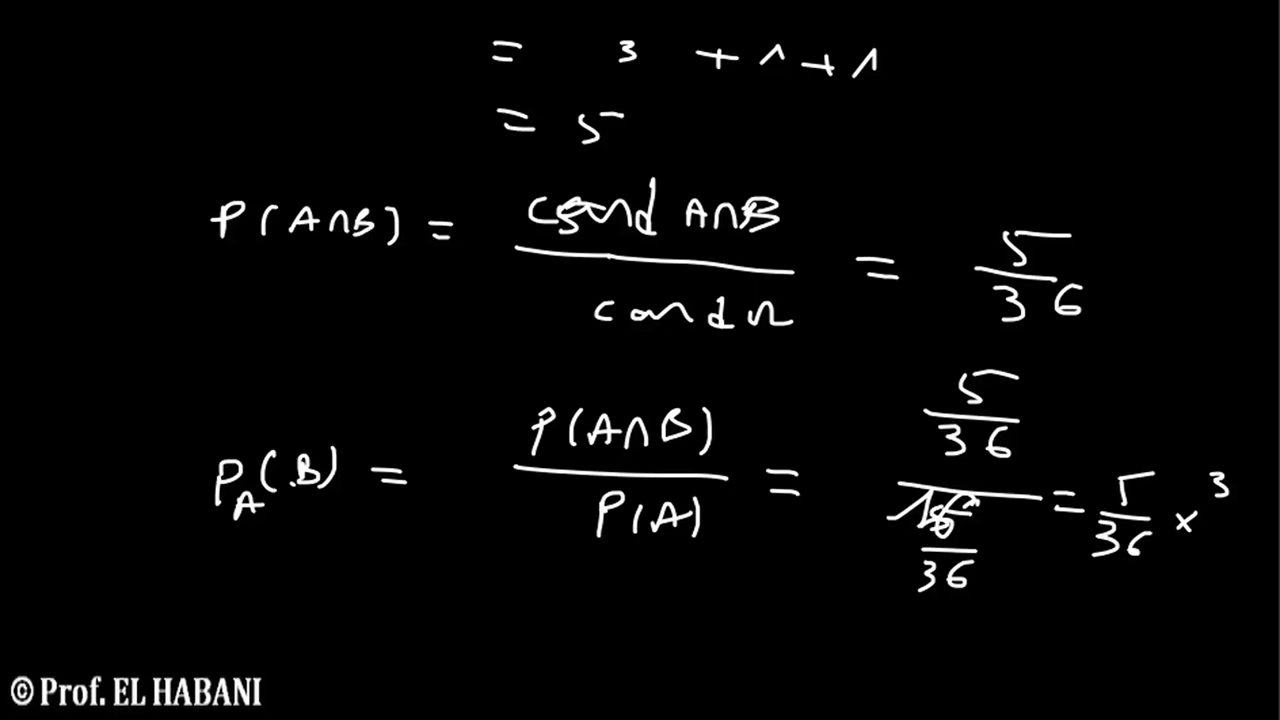 = 3 + 1 + 1
= 5
P(A∩B) = card A∩B / card Ω = 5/36
P_A(B) = P(A∩B) / P(A) = 5/36 / /36 = 5/36 × 3
© Prof. EL HABANI